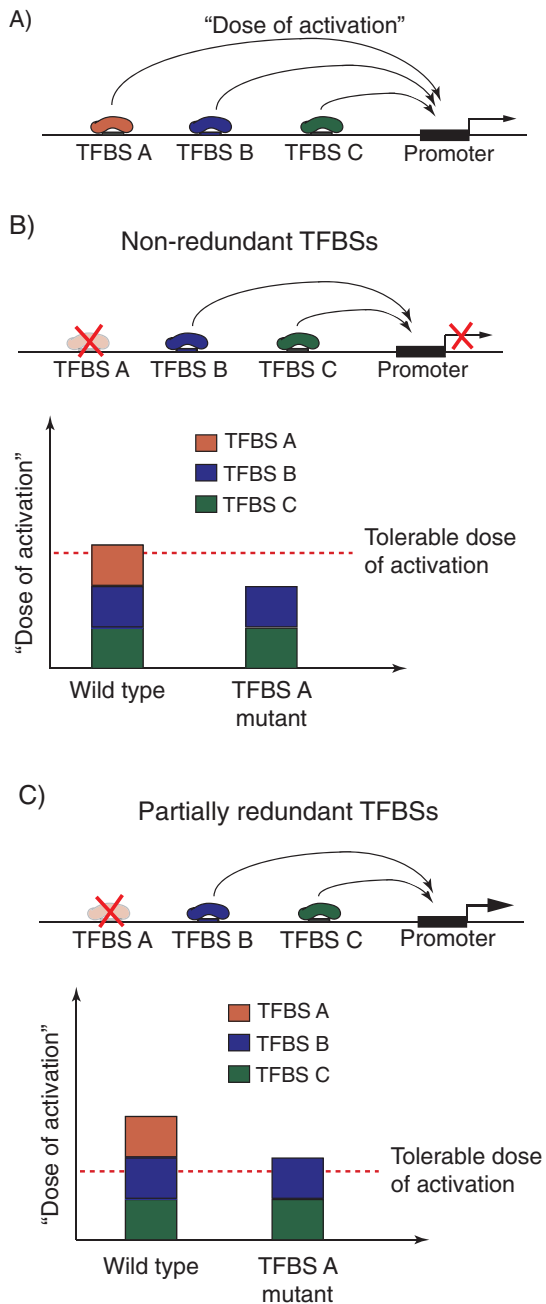 A)
“Dose of activation”
TFBS A TFBS B TFBS C Promoter
B)
Non-redundant TFBSs
TFBS A TFBS B TFBS C Promoter
“Dose of activation”
TFBS A
TFBS B
TFBS C
Tolerable dose
of activation
Wild type
TFBS A
mutant
C)
Partially redundant TFBSs
TFBS A TFBS B TFBS C Promoter
“Dose of activation”
TFBS A
TFBS B
TFBS C
Tolerable dose
of activation
Wild type
TFBS A
mutant